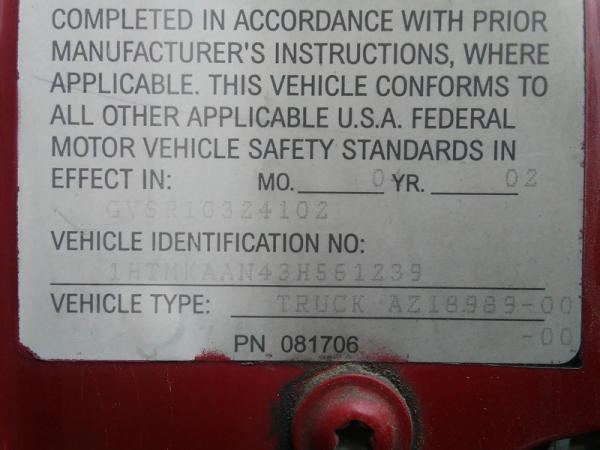 COMPLETED IN ACCORDANCE WITH PRIOR
MANUFACTURER'S INSTRUCTIONS, WHERE
APPLICABLE. THIS VEHICLE CONFORMS TO
ALL OTHER APPLICABLE U.S.A. FEDERAL
MOTOR VEHICLE SAFETY STANDARDS IN
EFFECT IN: MO. YR. 02
GVSR10324102
VEHICLE IDENTIFICATION NO:
1HTMKAAN43H561239
VEHICLE TYPE: TRUCK AZ18989-00
PN 081706 -00